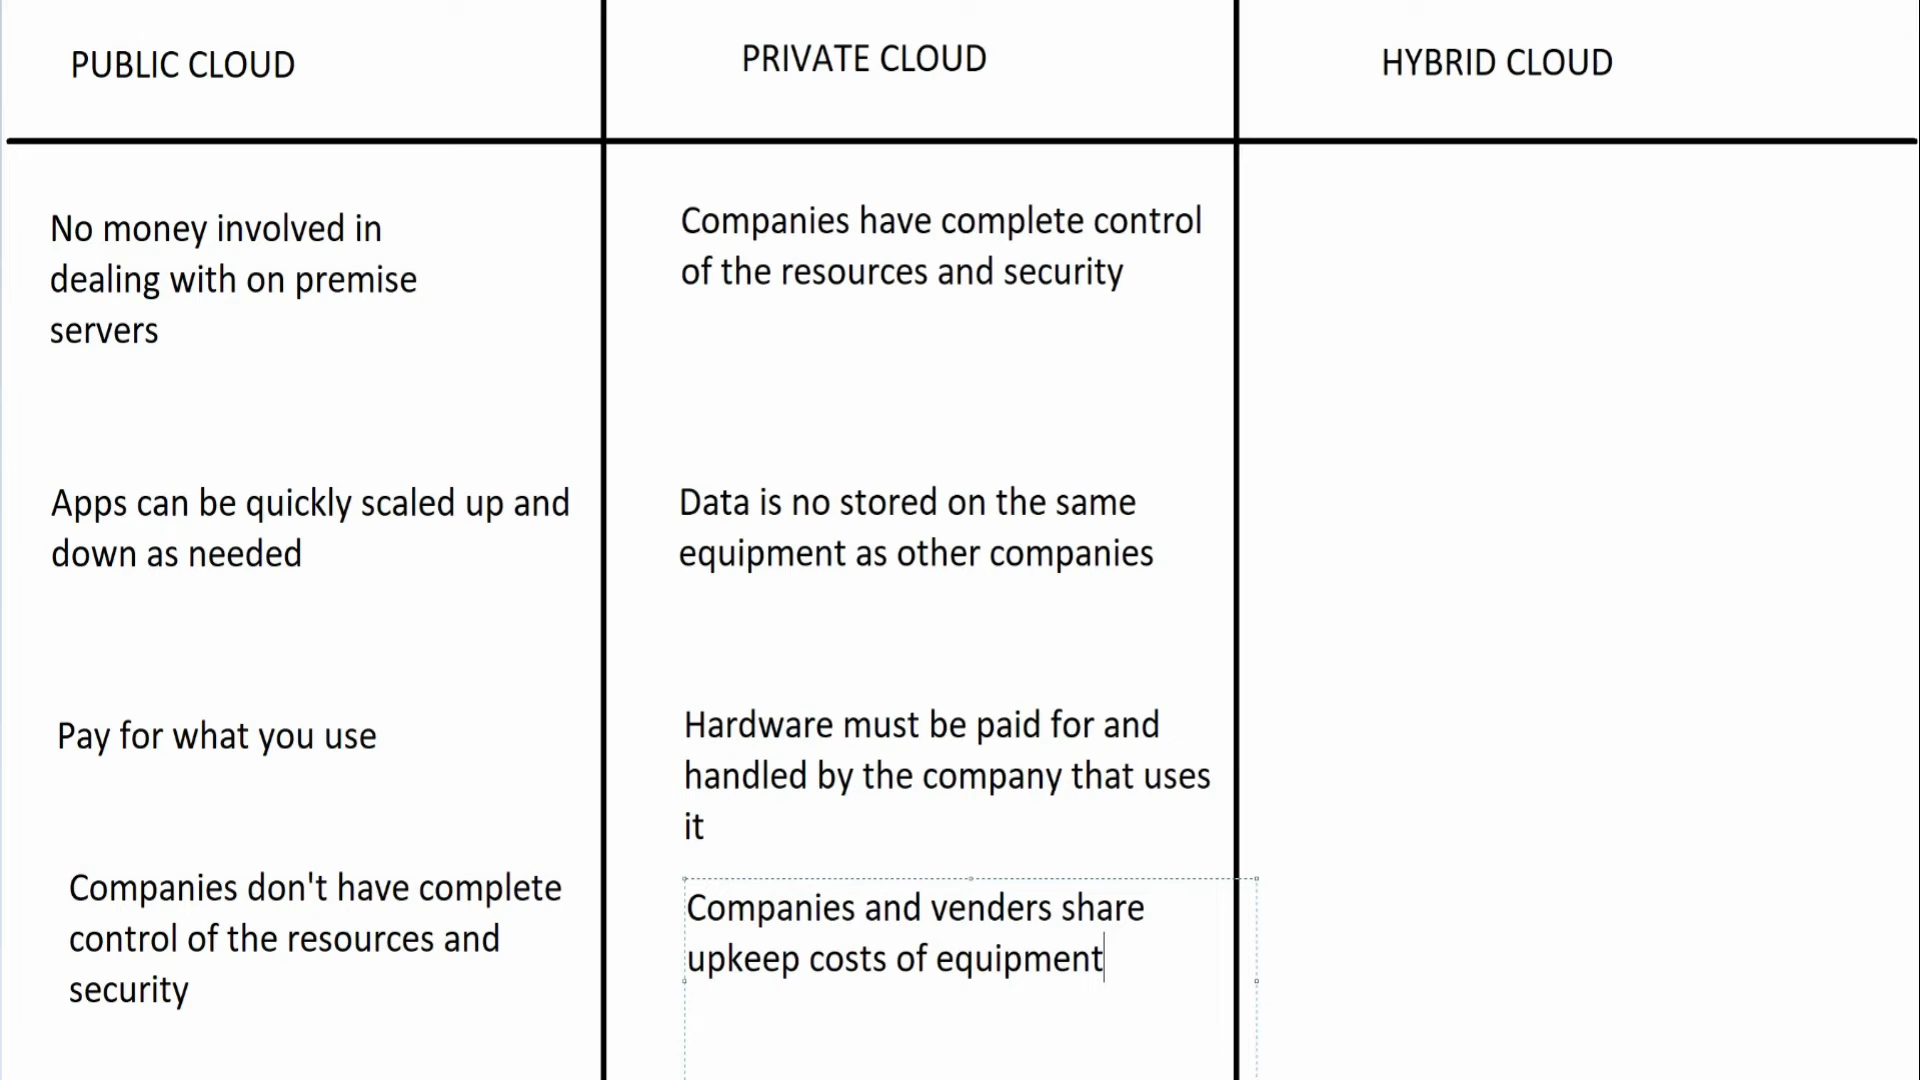 PUBLIC CLOUD
PRIVATE CLOUD
HYBRID CLOUD
No money involved in
dealing with on premise
servers
Apps can be quickly scaled up and
down as needed
Pay for what you use
Companies don't have complete
control of the resources and
security
Companies have complete control
of the resources and security
Data is no stored on the same
equipment as other companies
Hardware must be paid for and
handled by the company that uses
it
Companies and venders share
upkeep costs of equipment